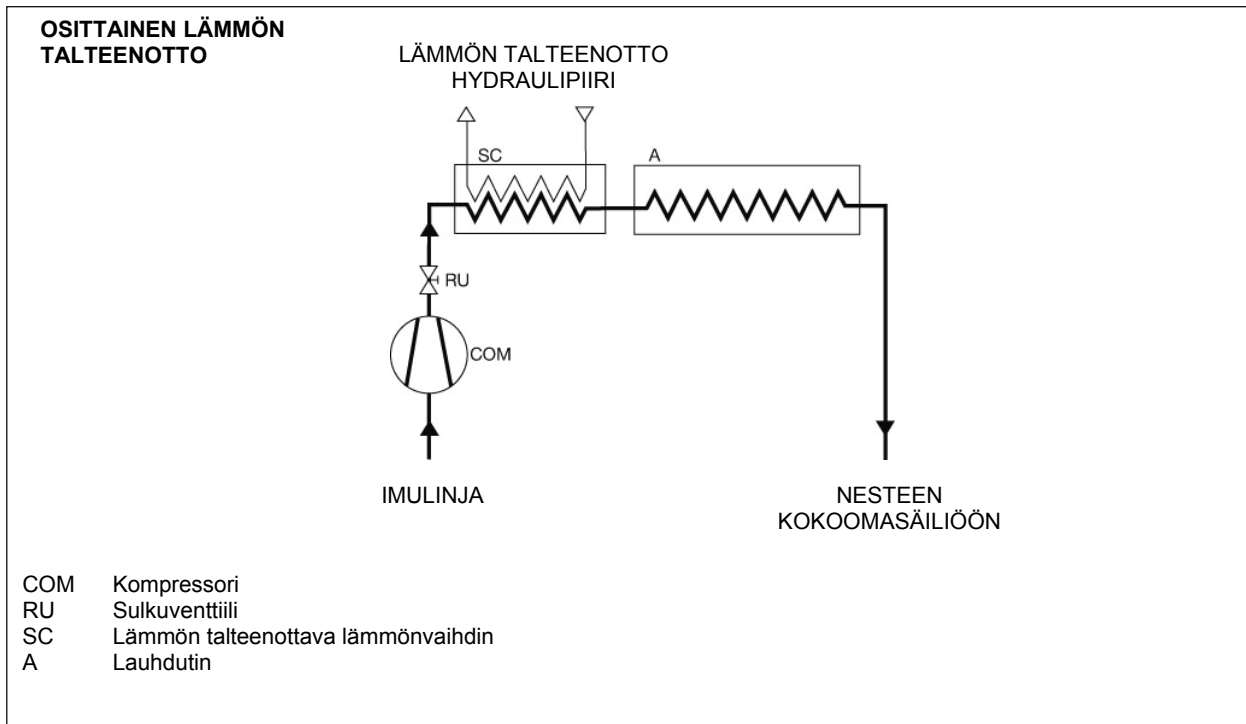 OSITTAINEN LÄMMÖN
TALTEENOTTO
LÄMMÖN TALTEENOTTO
HYDRAULIPIIRI
SC
A
RU
COM
IMULINJA
NESTEEN
KOKOOMASÄILIÖÖN
COM Kompressori
RU Sulkuventtiili
SC Lämmön talteenottava lämmönvaihdin
A Lauhdutin